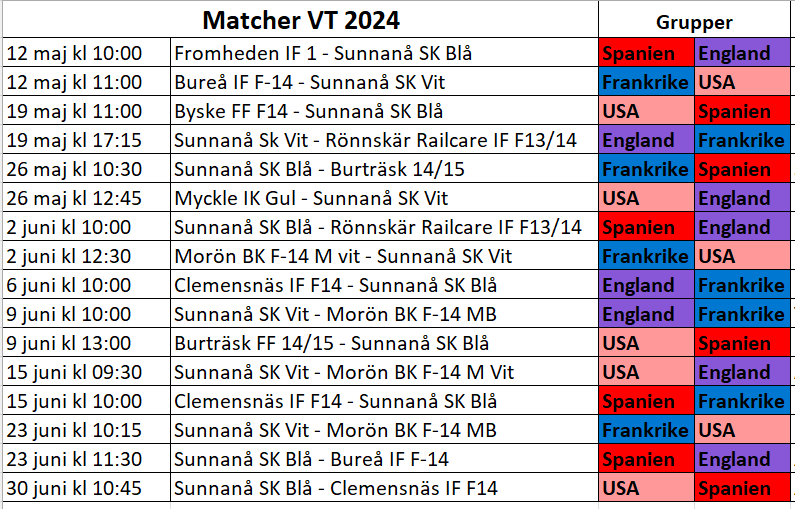 Matcher VT 2024 Grupper
12 maj kl 10:00 Fromheden IF 1 - Sunnanå SK Blå Spanien England
12 maj kl 11:00 Bureå IF F-14 - Sunnanå SK Vit Frankrike USA
19 maj kl 11:00 Byske FF F14 - Sunnanå SK Blå USA Spanien
19 maj kl 17:15 Sunnanå Sk Vit - Rönnskär Railcare IF F13/14 England Frankrike
26 maj kl 10:30 Sunnanå SK Blå - Burträsk 14/15 Frankrike Spanien
26 maj kl 12:45 Myckle IK Gul - Sunnanå SK Vit USA England
2 juni kl 10:00 Sunnanå SK Blå - Rönnskär Railcare IF F13/14 Spanien England
2 juni kl 12:30 Morön BK F-14 M vit - Sunnanå SK Vit Frankrike USA
6 juni kl 10:00 Clemensnäs IF F14 - Sunnanå SK Blå England Frankrike
9 juni kl 10:00 Sunnanå SK Vit - Morön BK F-14 MB England Frankrike
9 juni kl 13:00 Burträsk FF 14/15 - Sunnanå SK Blå USA Spanien
15 juni kl 09:30 Sunnanå SK Vit - Morön BK F-14 M Vit USA England
15 juni kl 10:00 Clemensnäs IF F14 - Sunnanå SK Blå Spanien Frankrike
23 juni kl 10:15 Sunnanå SK Vit - Morön BK F-14 MB Frankrike USA
23 juni kl 11:30 Sunnanå SK Blå - Bureå IF F-14 Spanien England
30 juni kl 10:45 Sunnanå SK Blå - Clemensnäs IF F14 USA Spanien